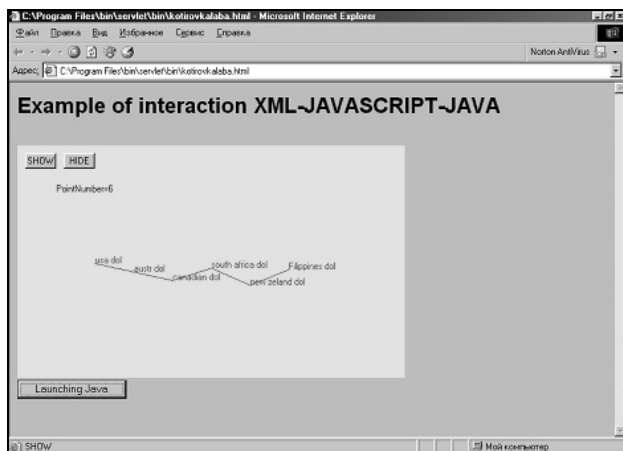 C:\Program Files\bin\servlet\bin\kotirovkalaba.html - Microsoft Internet Explorer
Файл Правка Вид Избранное Сервис Справка
Norton AntiVirus
Адрес: C:\Program Files\bin\servlet\bin\kotirovkalaba.html
Example of interaction XML-JAVASCRIPT-JAVA
SHOW HIDE
PointNumber=6
usa dol
austr dol
canadian dol
south africa dol
Filippines dol
new zeland dol
Launching Java
SHOW
Мой компьютер